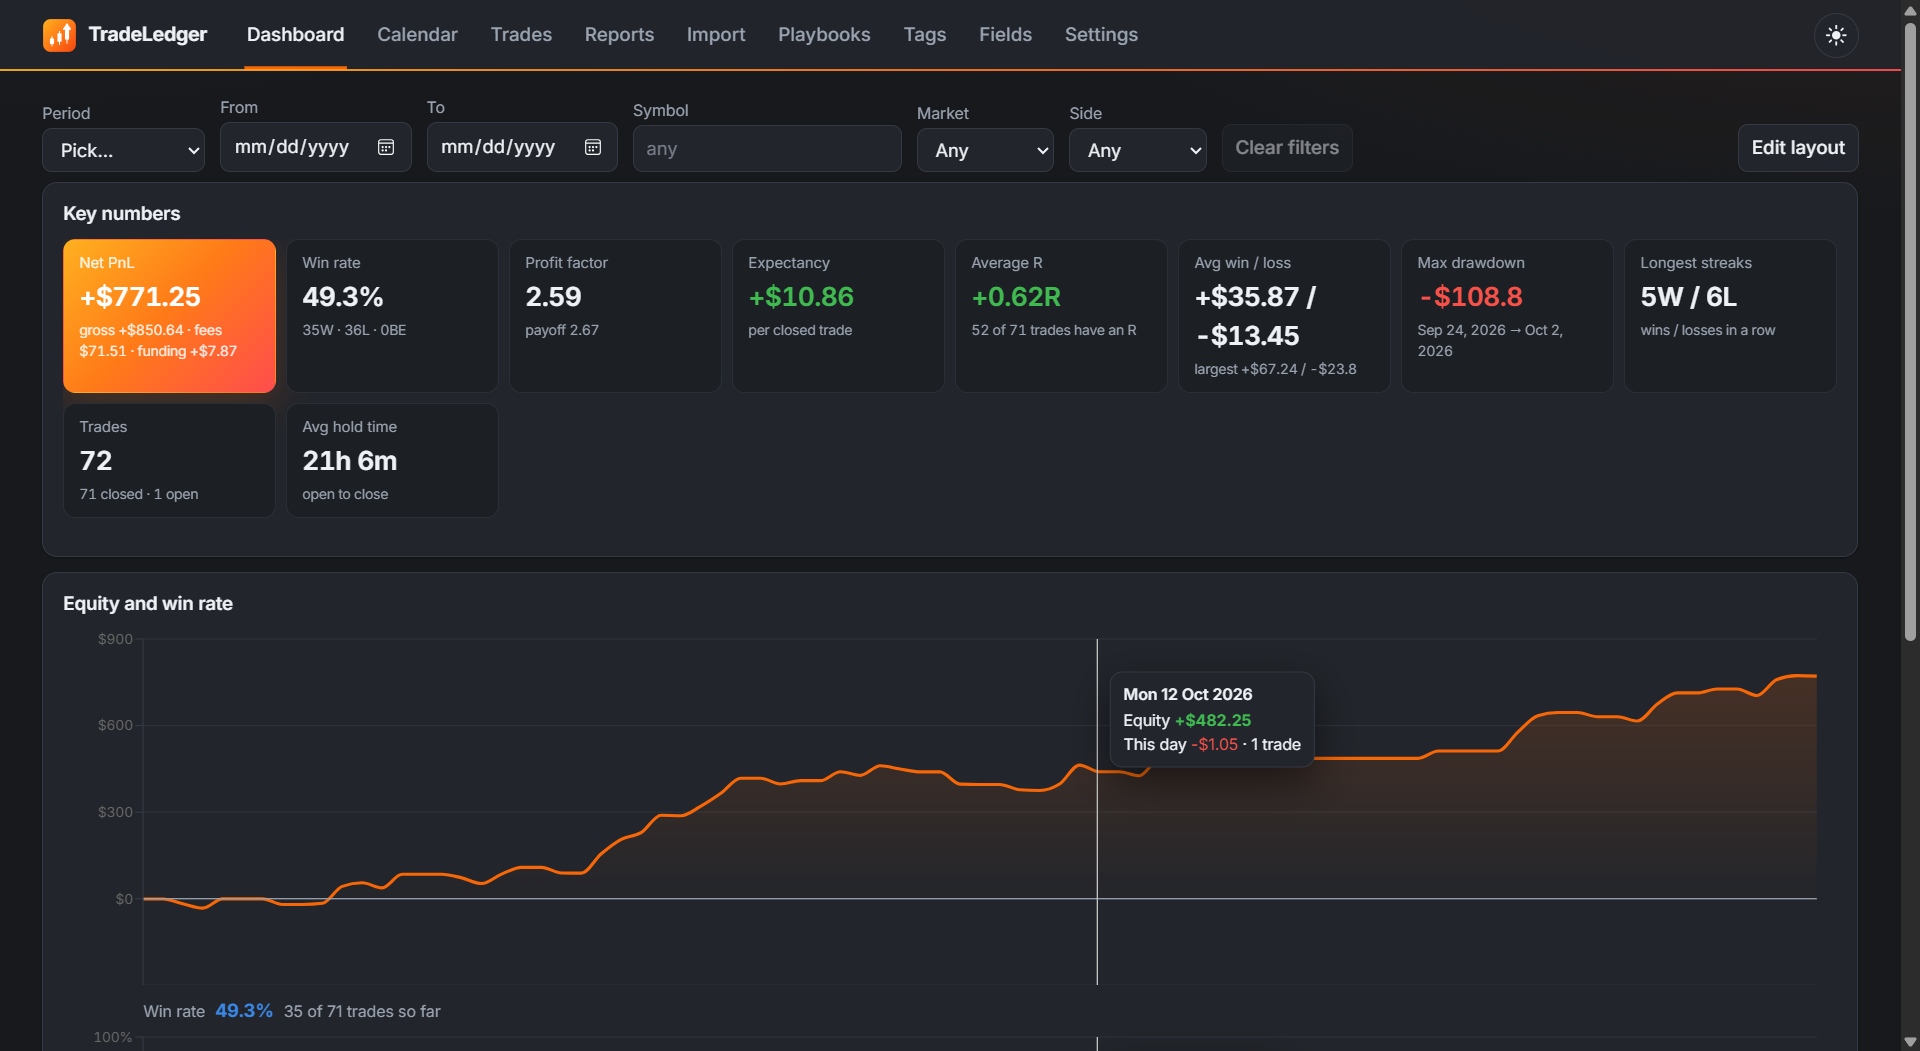 TradeLedger
Dashboard
Calendar
Trades
Reports
Import
Playbooks
Tags
Fields
Settings
Period
From
To
Symbol
Market
Side
Pick...
mm/dd/yyyy
mm/dd/yyyy
any
Any
Any
Clear filters
Edit layout
Key numbers
Net PnL
+$771.25
gross +$850.64 · fees
$71.51 · funding +$7.87
Win rate
49.3%
35W · 36L · 0BE
Profit factor
2.59
payoff 2.67
Expectancy
+$10.86
per closed trade
Average R
+0.62R
52 of 71 trades have an R
Avg win / loss
+$35.87 /
-$13.45
largest +$67.24 / -$23.8
Max drawdown
-$108.8
Sep 24, 2026 → Oct 2,
2026
Longest streaks
5W / 6L
wins / losses in a row
Trades
72
71 closed · 1 open
Avg hold time
21h 6m
open to close
Equity and win rate
$900
$600
$300
$0
Mon 12 Oct 2026
Equity +$482.25
This day -$1.05 · 1 trade
Win rate 49.3% 35 of 71 trades so far
100%